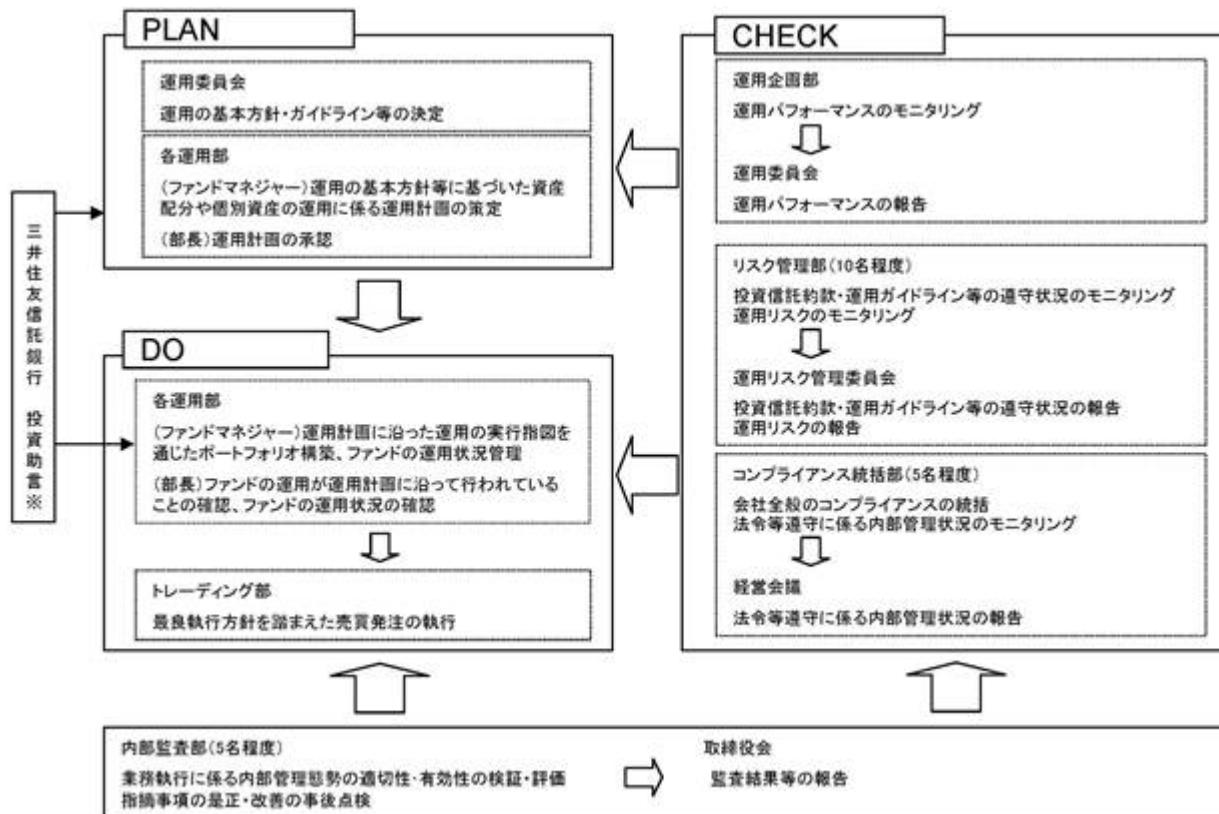 PLAN
運用委員会
運用の基本方針・ガイドライン等の決定
各運用部
(ファンドマネジャー)運用の基本方針等に基づいた資産
配分や個別資産の運用に係る運用計画の策定
(部長)運用計画の承認
三井住友信託銀行 投資助言※
DO
各運用部
(ファンドマネジャー)運用計画に沿った運用の実行指図を
通じたポートフォリオ構築、ファンドの運用状況管理
(部長)ファンドの運用が運用計画に沿って行われている
ことの確認、ファンドの運用状況の確認
トレーディング部
最良執行方針を踏まえた売買発注の執行
CHECK
運用企画部
運用パフォーマンスのモニタリング
運用委員会
運用パフォーマンスの報告
リスク管理部(10名程度)
投資信託約款・運用ガイドライン等の遵守状況のモニタリング
運用リスクのモニタリング
運用リスク管理委員会
投資信託約款・運用ガイドライン等の遵守状況の報告
運用リスクの報告
コンプライアンス統括部(5名程度)
会社全般のコンプライアンスの統括
法令等遵守に係る内部管理状況のモニタリング
経営会議
法令等遵守に係る内部管理状況の報告
内部監査部(5名程度)
業務執行に係る内部管理態勢の適切性・有効性の検証・評価
指摘事項の是正・改善の事後点検
取締役会
監査結果等の報告